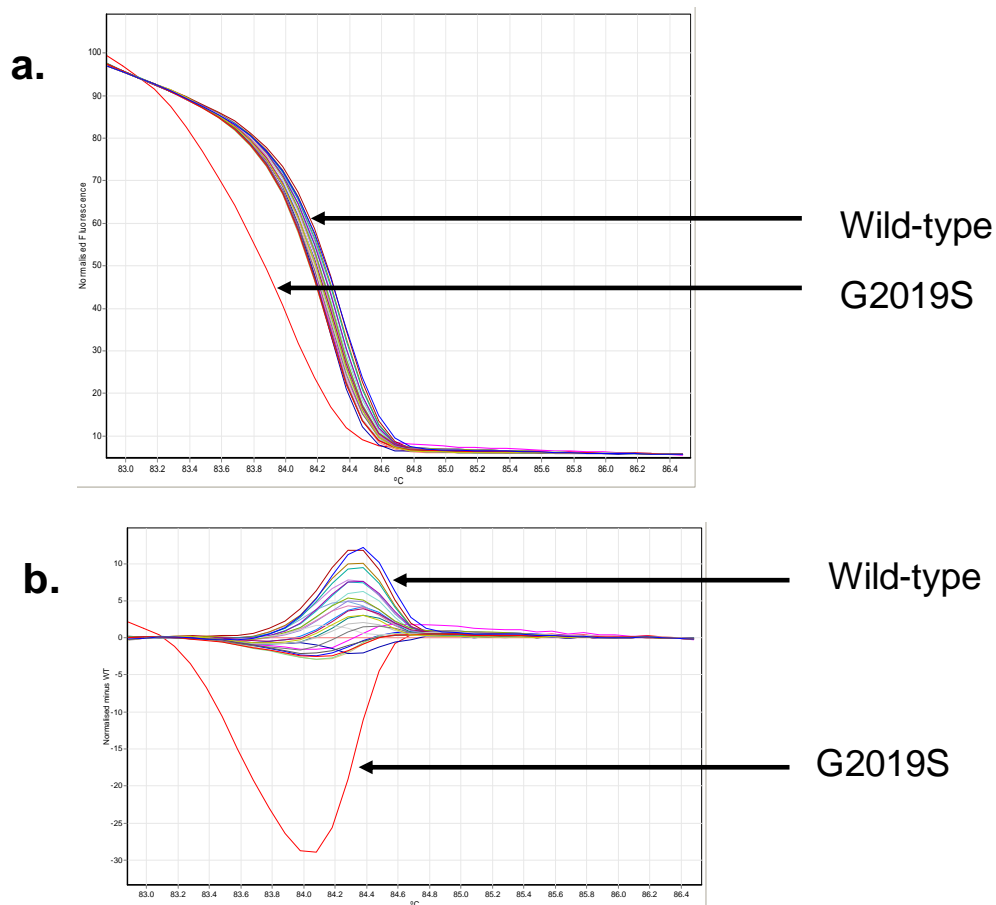 a.
Normalised Fluorescence
100
90
80
70
60
50
40
30
20
10
83.0 83.2 83.4 83.6 83.8 84.0 84.2 84.4 84.6 84.8 85.0 85.2 85.4 85.6 85.8 86.0 86.2 86.4
°C
Wild-type
G2019S
b.
Normalised minus WT
10
5
0
-5
-10
-15
-20
-25
-30
83.0 83.2 83.4 83.6 83.8 84.0 84.2 84.4 84.6 84.8 85.0 85.2 85.4 85.6 85.8 86.0 86.2 86.4
°C
Wild-type
G2019S